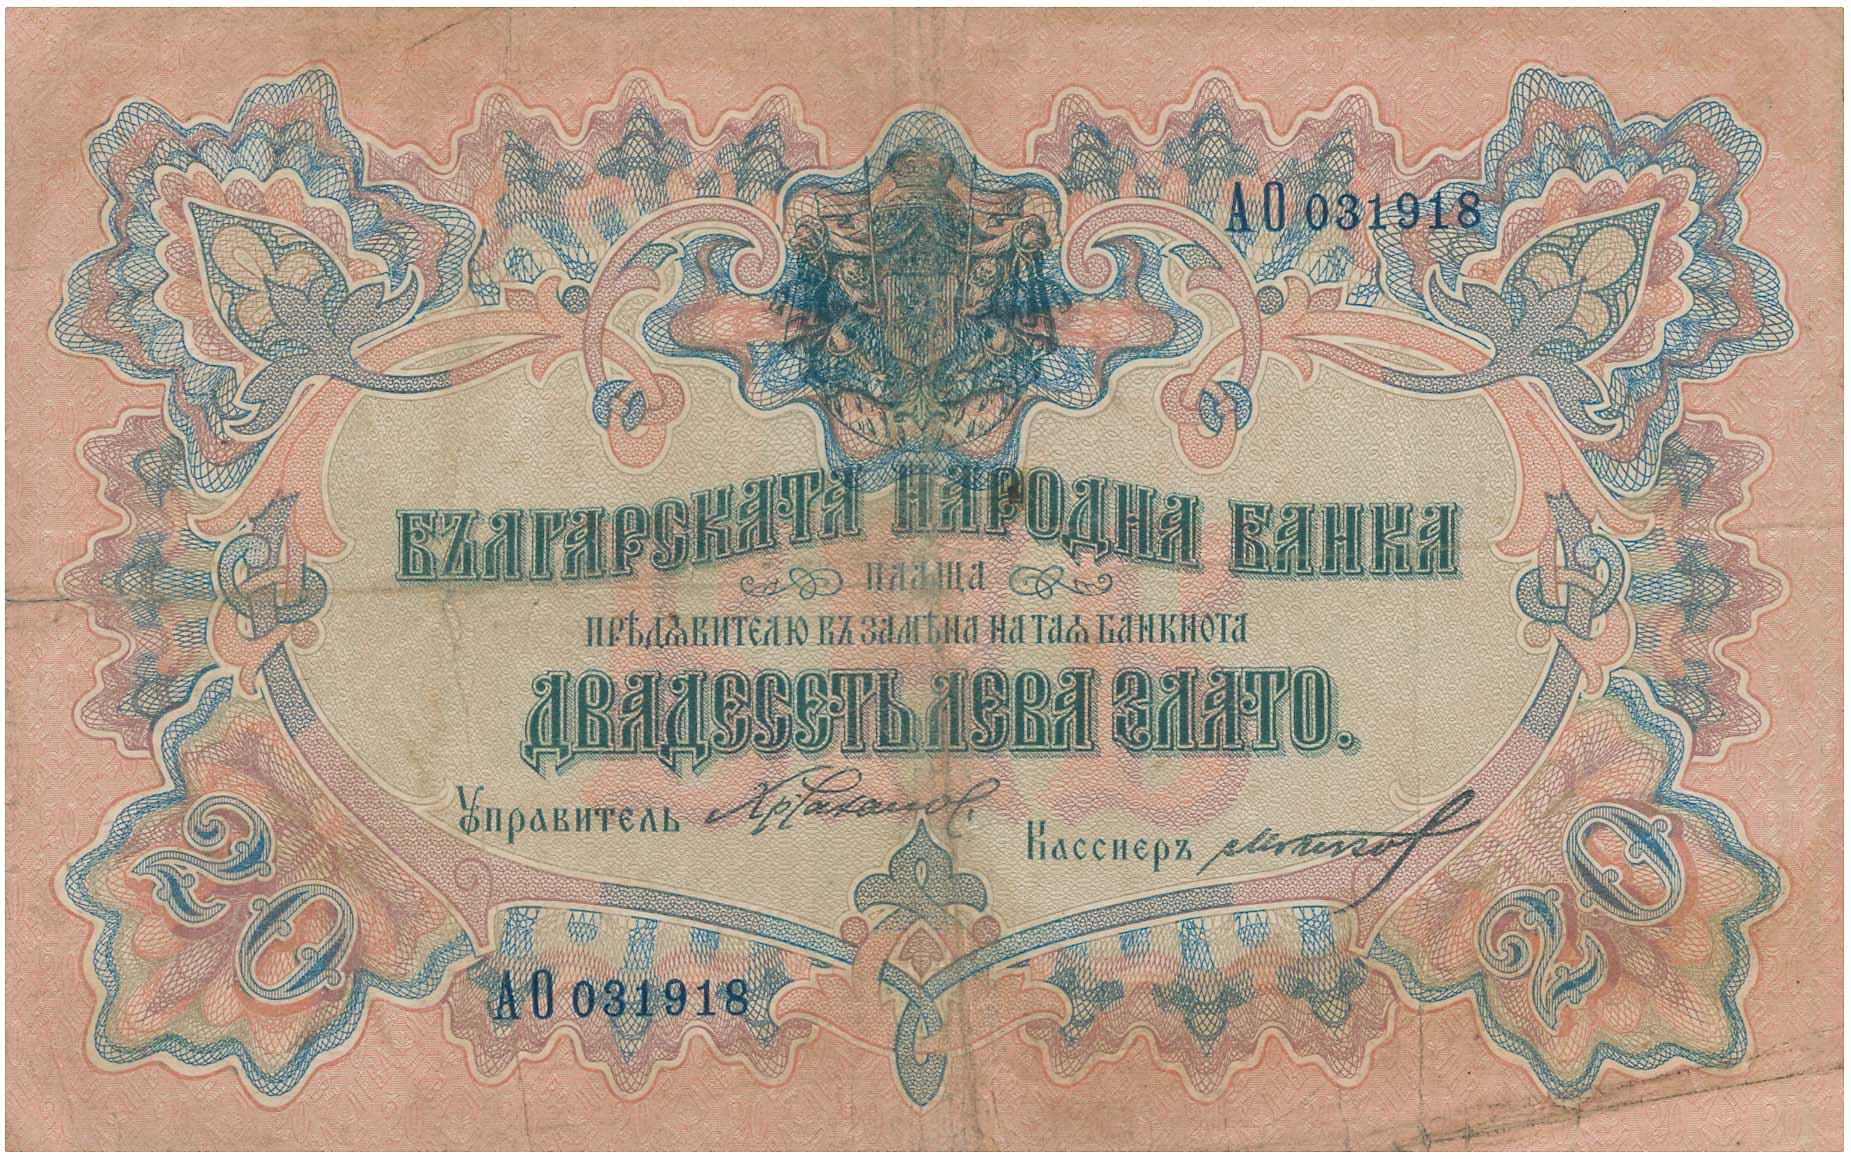 АО 031918
БЪЛГАРСКАТА НАРОДНА БАНКА
ПЛАЩА
ПРѢДѪВИТЕЛЮ ВЪ ЗАМѢНА НА ТАѪ БАНКНОТА
ДВАДЕСЕТЬ ЛЕВА ЗЛАТО.
Управитель
Кассиеръ
20
20
АО 031918